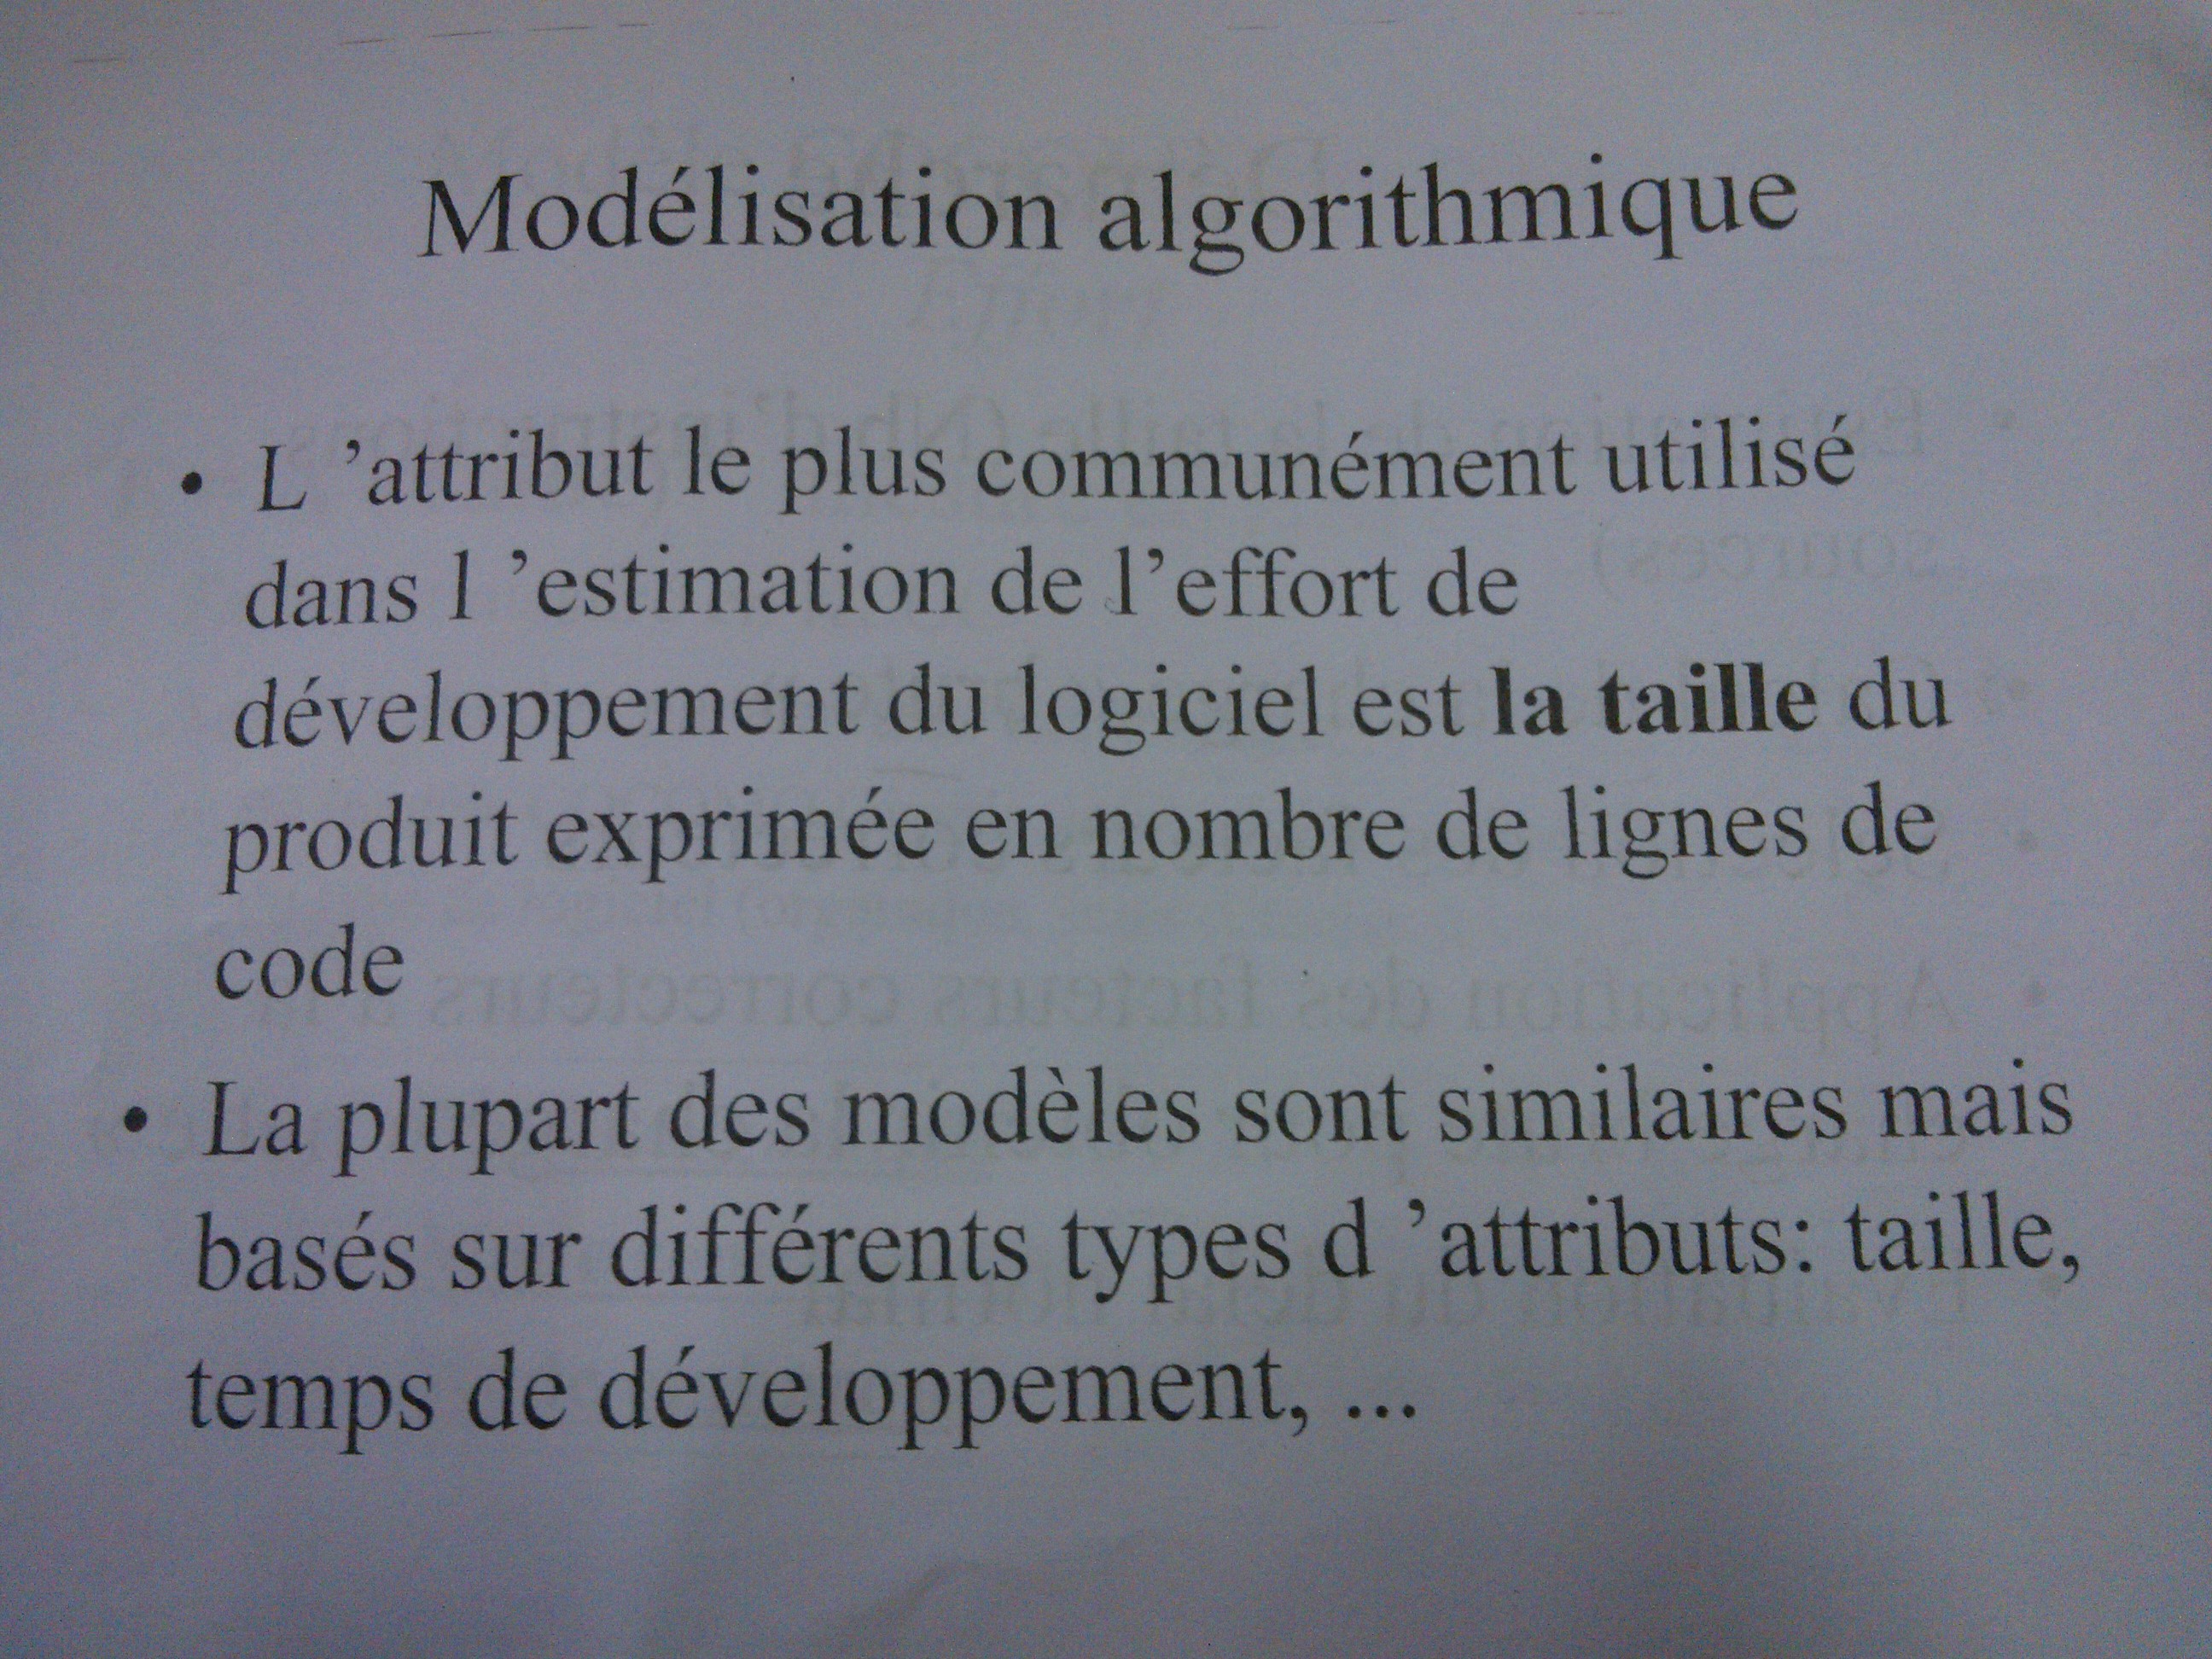 Modélisation algorithmique
• L ’attribut le plus communément utilisé
dans l ’estimation de l’effort de
développement du logiciel est la taille du
produit exprimée en nombre de lignes de
code
• La plupart des modèles sont similaires mais
basés sur différents types d ’attributs: taille,
temps de développement, ...